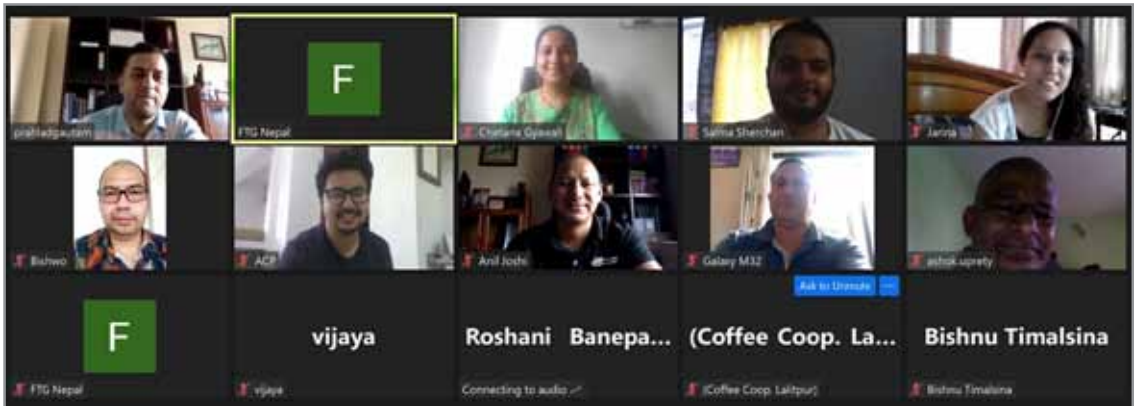 prahladgautam
F
FTG Nepal
Chetana Gyawali
Salina Sherchan
Jarina
Bishwo
ACP
Anil Joshi
Galaxy M32
ashok.uprety
F
FTG Nepal
vijaya
vijaya
Roshani Banepa...
Connecting to audio
Ask to Unmute
...
(Coffee Coop. La...
(Coffee Coop. Lalitpur)
Bishnu Timalsina
Bishnu Timalsina